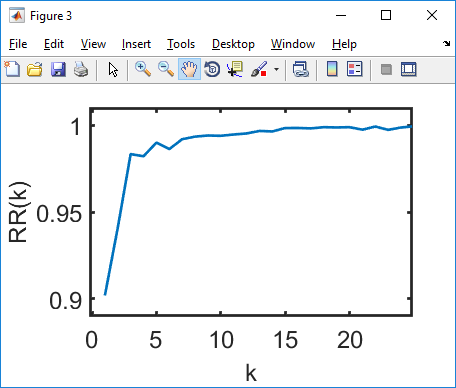 Figure 3
File Edit View Insert Tools Desktop Window Help
1
0.95
0.9
RR(k)
0 5 10 15 20
k